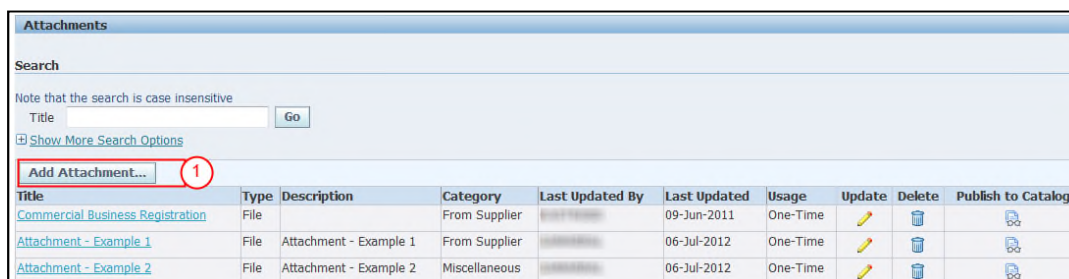 Attachments
Search
Note that the search is case insensitive
Title Go
Show More Search Options
Add Attachment... 1
Title Type Description Category Last Updated By Last Updated Usage Update Delete Publish to Catalog
Commercial Business Registration File From Supplier 09-Jun-2011 One-Time
Attachment - Example 1 File Attachment - Example 1 From Supplier 06-Jul-2012 One-Time
Attachment - Example 2 File Attachment - Example 2 Miscellaneous 06-Jul-2012 One-Time